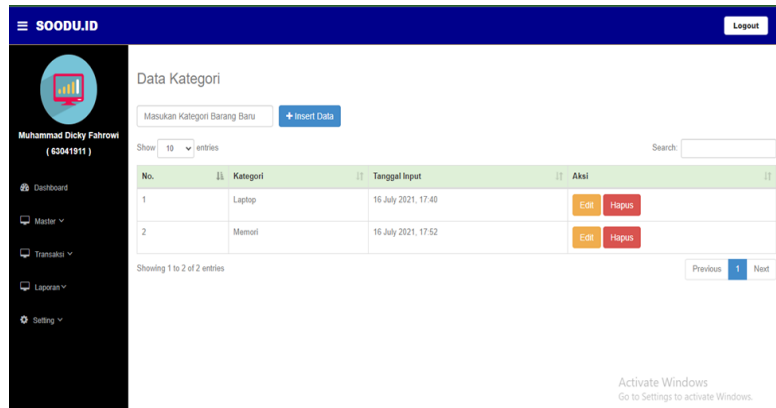 SOODU.ID
Logout
Muhammad Dicky Fahrowi
( 63041911 )
Dashboard
Master
Transaksi
Laporan
Setting
Data Kategori
Masukan Kategori Barang Baru
+ Insert Data
Show 10 entries
Search:
No. Kategori Tanggal Input Aksi
1 Laptop 16 July 2021, 17:40 Edit Hapus
2 Memori 16 July 2021, 17:52 Edit Hapus
Showing 1 to 2 of 2 entries
Previous 1 Next
Activate Windows
Go to Settings to activate Windows.